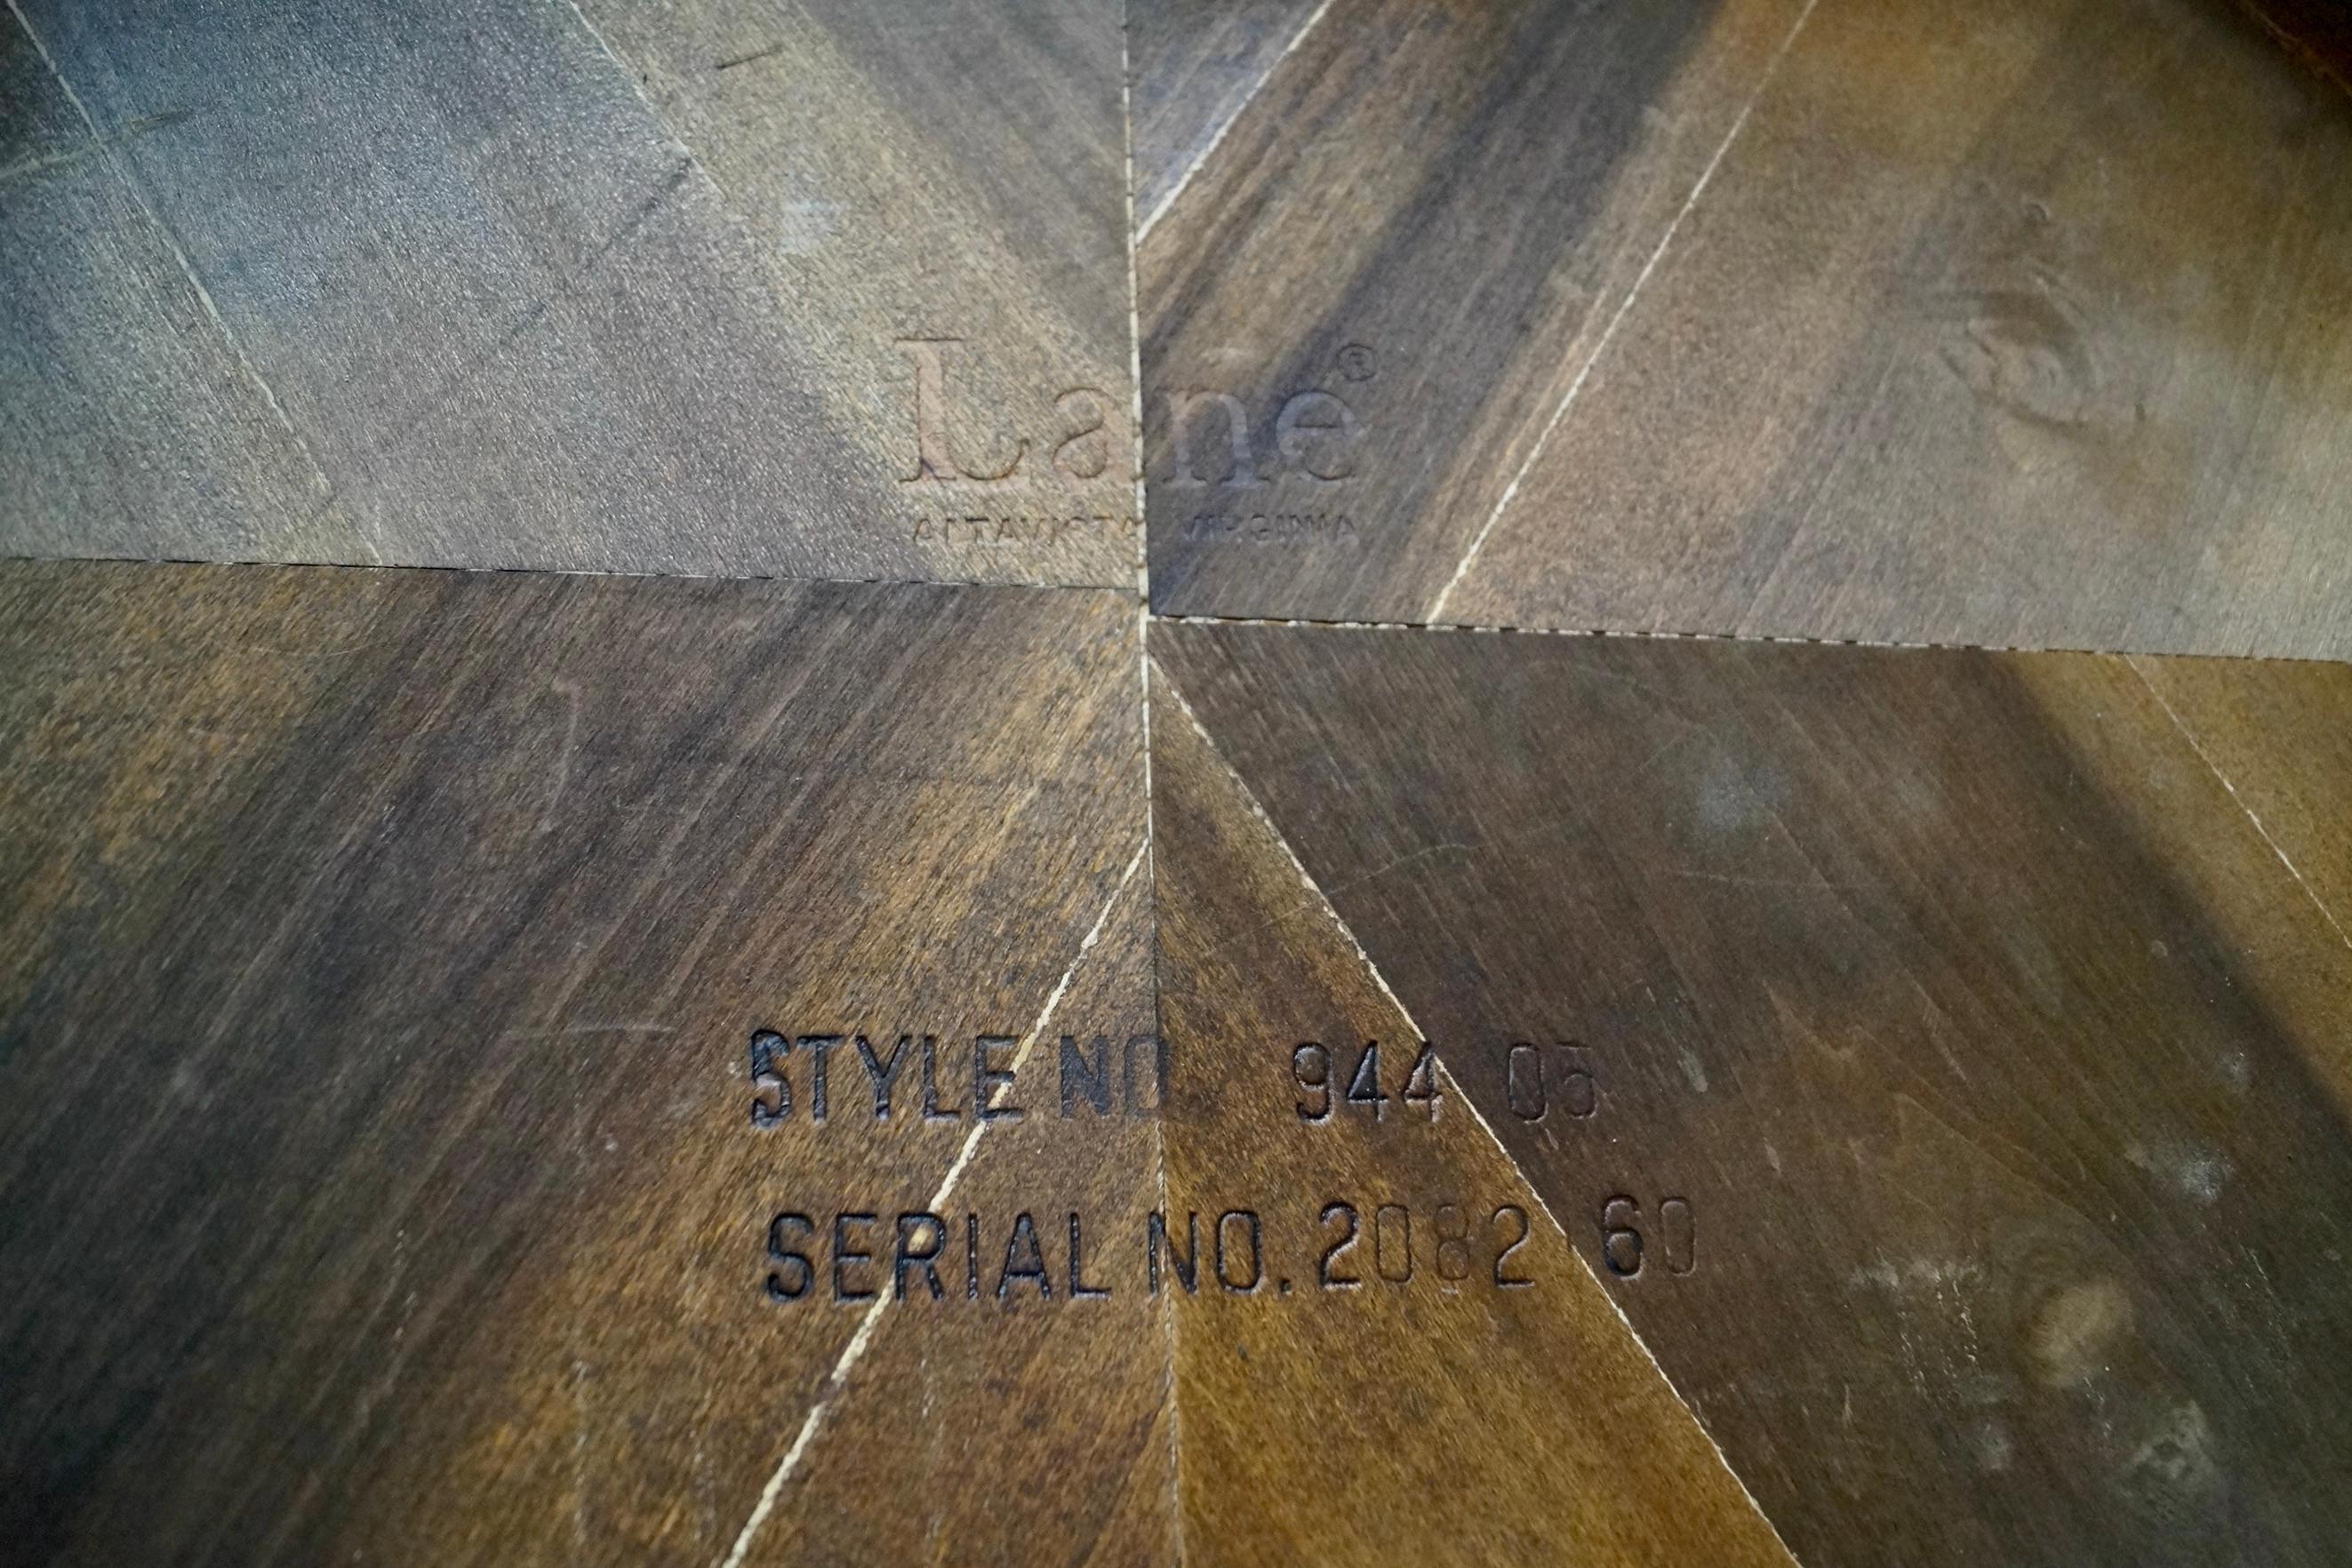 Lane®
ALTAVISTA VIRGINIA
STYLE NO 944 05
SERIAL NO. 2082 60